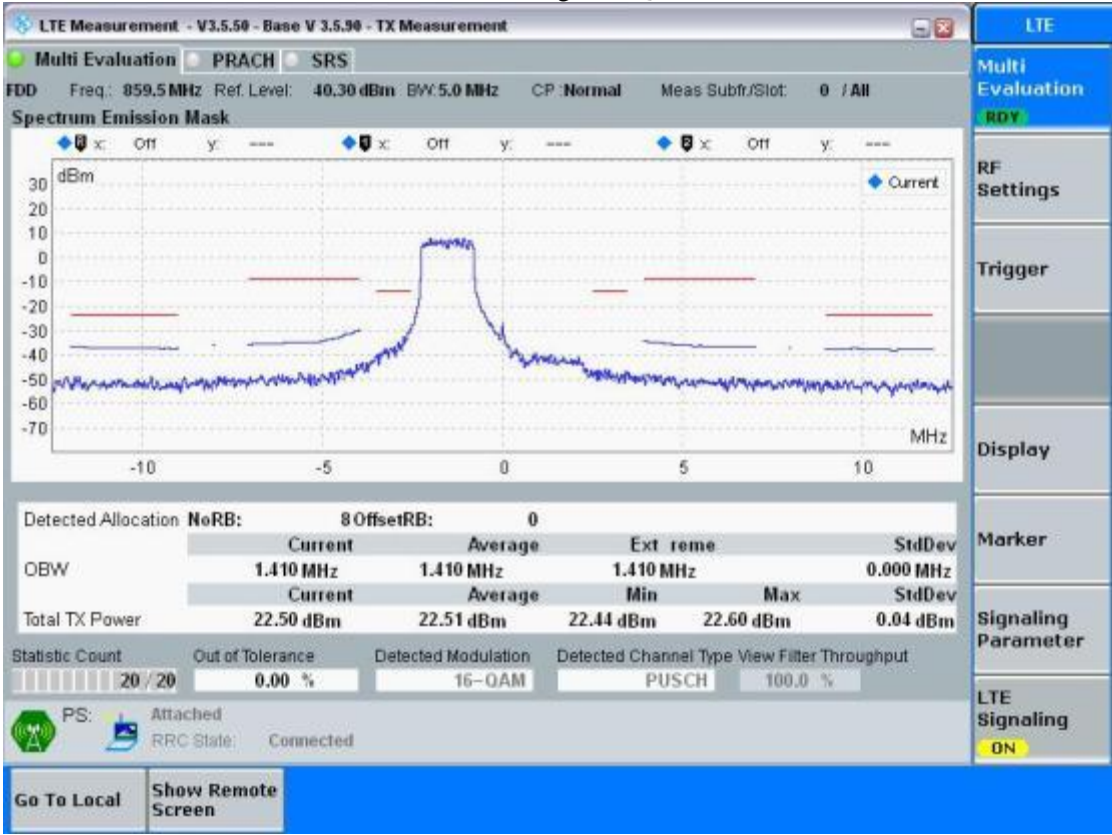 LTE Measurement - V3.5.50 - Base V 3.5.90 - TX Measurement
LTE
Multi Evaluation PRACH SRS
Multi
Evaluation
RDY
FDD Freq.: 859.5 MHz Ref. Level: 40.30 dBm BW: 5.0 MHz CP :Normal Meas Subfr./Slot: 0 / All
Spectrum Emission Mask
x: Off y: --- x: Off y: --- x: Off y: ---
dBm
Current
RF
Settings
30
20
10
0
-10
-20
-30
-40
-50
-60
-70
MHz
-10 -5 0 5 10
Trigger
Display
Detected Allocation NoRB: 8 OffsetRB: 0
Current Average Ext reme StdDev
OBW 1.410 MHz 1.410 MHz 1.410 MHz 0.000 MHz
Current Average Min Max StdDev
Total TX Power 22.50 dBm 22.51 dBm 22.44 dBm 22.60 dBm 0.04 dBm
Marker
Signaling
Parameter
Statistic Count Out of Tolerance Detected Modulation Detected Channel Type View Filter Throughput
20 / 20 0.00 % 16-QAM PUSCH 100.0 %
PS: Attached
RRC State: Connected
LTE
Signaling
ON
Go To Local
Show Remote
Screen